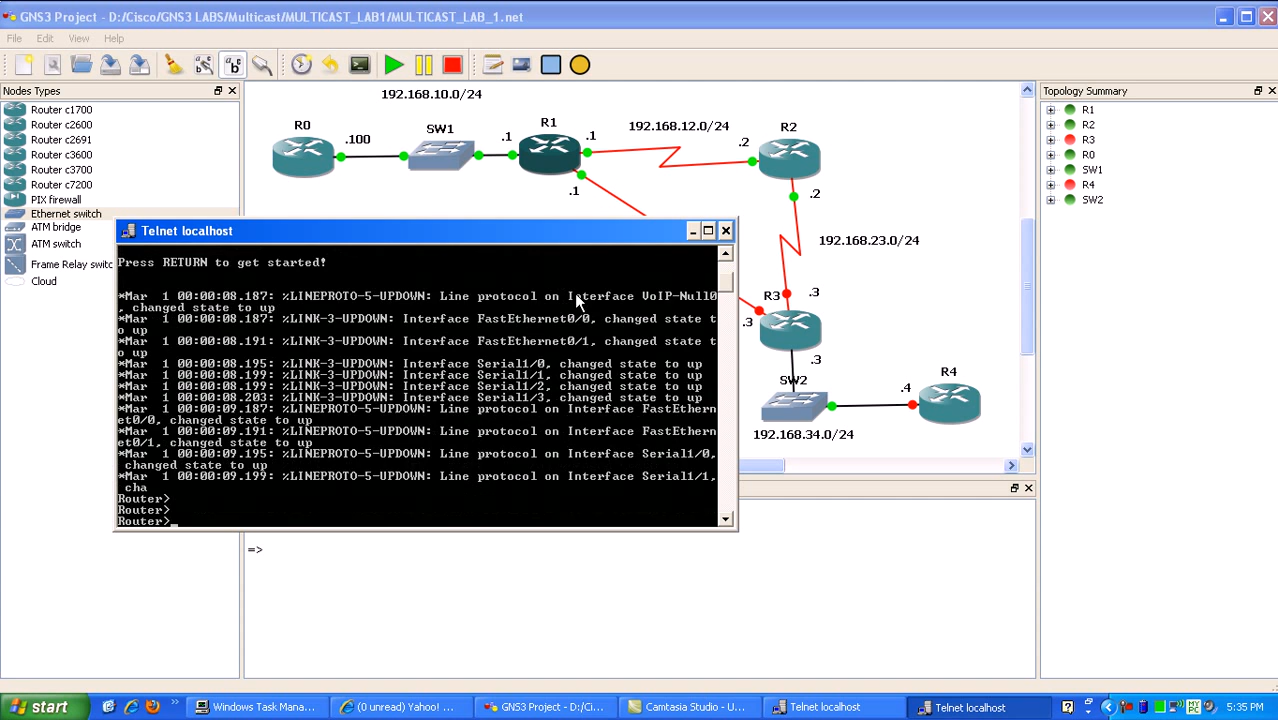 GNS3 Project - D:/Cisco/GNS3 LABS/Multicast/MULTICAST_LAB1/MULTICAST_LAB_1.net
File Edit View Help
Nodes Types
Router c1700
Router c2600
Router c2691
Router c3600
Router c3700
Router c7200
PIX firewall
Ethernet switch
ATM bridge
ATM switch
Frame Relay switc
Cloud
192.168.10.0/24
R0
.100
SW1
.1
R1
.1
192.168.12.0/24
.2
R2
.1
.2
192.168.23.0/24
R3
.3
.3
.3
SW2
192.168.34.0/24
.4
R4
Topology Summary
R1
R2
R3
R0
SW1
R4
SW2
Telnet localhost
Press RETURN to get started!
*Mar 1 00:00:08.187: %LINEPROTO-5-UPDOWN: Line protocol on Interface VoIP-Null0
, changed state to up
*Mar 1 00:00:08.187: %LINK-3-UPDOWN: Interface FastEthernet0/0, changed state t
o up
*Mar 1 00:00:08.191: %LINK-3-UPDOWN: Interface FastEthernet0/1, changed state t
o up
*Mar 1 00:00:08.195: %LINK-3-UPDOWN: Interface Serial1/0, changed state to up
*Mar 1 00:00:08.199: %LINK-3-UPDOWN: Interface Serial1/1, changed state to up
*Mar 1 00:00:08.199: %LINK-3-UPDOWN: Interface Serial1/2, changed state to up
*Mar 1 00:00:08.203: %LINK-3-UPDOWN: Interface Serial1/3, changed state to up
*Mar 1 00:00:09.187: %LINEPROTO-5-UPDOWN: Line protocol on Interface FastEthern
et0/0, changed state to up
*Mar 1 00:00:09.191: %LINEPROTO-5-UPDOWN: Line protocol on Interface FastEthern
et0/1, changed state to up
*Mar 1 00:00:09.195: %LINEPROTO-5-UPDOWN: Line protocol on Interface Serial1/0,
changed state to up
*Mar 1 00:00:09.199: %LINEPROTO-5-UPDOWN: Line protocol on Interface Serial1/1,
cha
Router>
Router>
Router>
=>
start
Windows Task Mana...
(0 unread) Yahoo! ...
GNS3 Project - D:/Ci...
Camtasia Studio - U...
Telnet localhost
Telnet localhost
5:35 PM